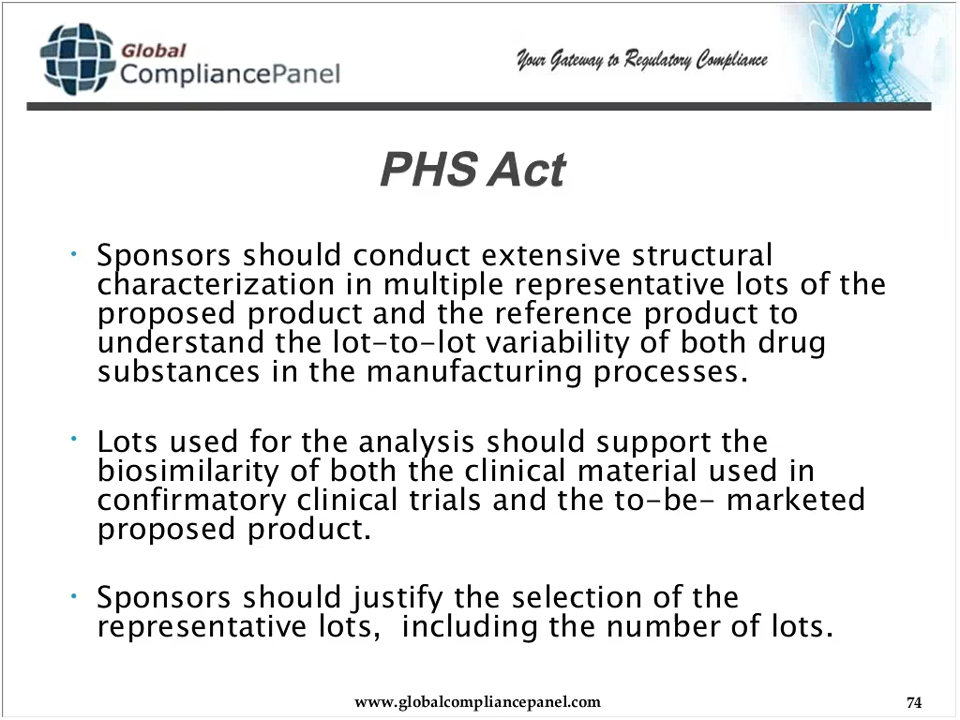 Global
CompliancePanel
Your Gateway to Regulatory Compliance
PHS Act
• Sponsors should conduct extensive structural
characterization in multiple representative lots of the
proposed product and the reference product to
understand the lot-to-lot variability of both drug
substances in the manufacturing processes.
• Lots used for the analysis should support the
biosimilarity of both the clinical material used in
confirmatory clinical trials and the to-be- marketed
proposed product.
• Sponsors should justify the selection of the
representative lots,  including the number of lots.
www.globalcompliancepanel.com
74